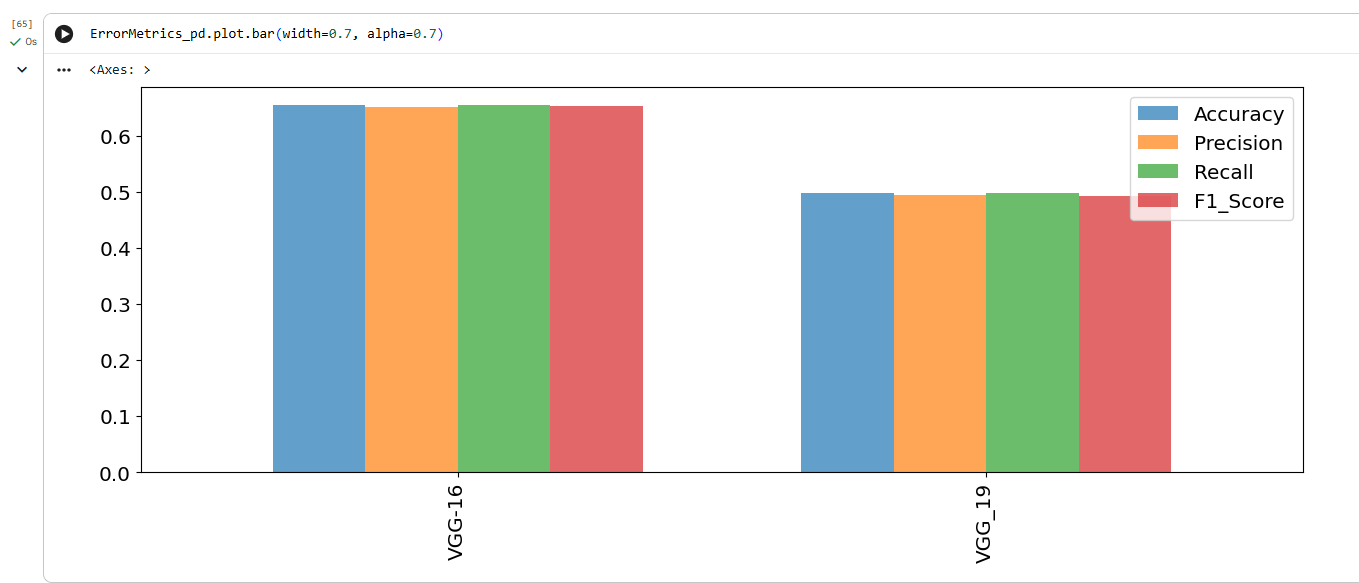 [65]
0s
ErrorMetrics_pd.plot.bar(width=0.7, alpha=0.7)
<Axes: >
Accuracy
Precision
Recall
F1_Score
0.6
0.5
0.4
0.3
0.2
0.1
0.0
VGG-16
VGG_19